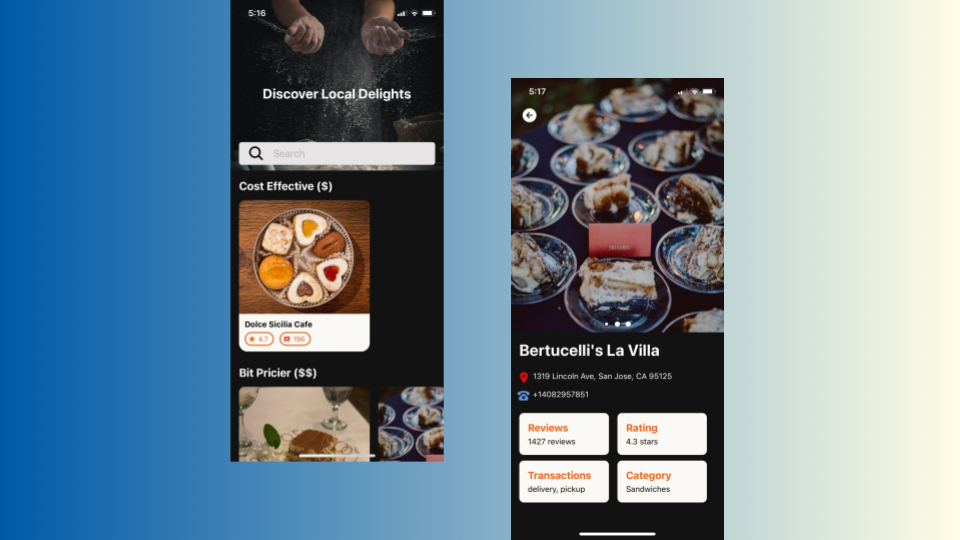 5:16
Discover Local Delights
Search
Cost Effective ($)
Dolce Sicilia Cafe
4.7 196
Bit Pricier ($$)
5:17
Bertucelli's La Villa
1319 Lincoln Ave, San Jose, CA 95125
+14082957851
Reviews
1427 reviews
Rating
4.3 stars
Transactions
delivery, pickup
Category
Sandwiches